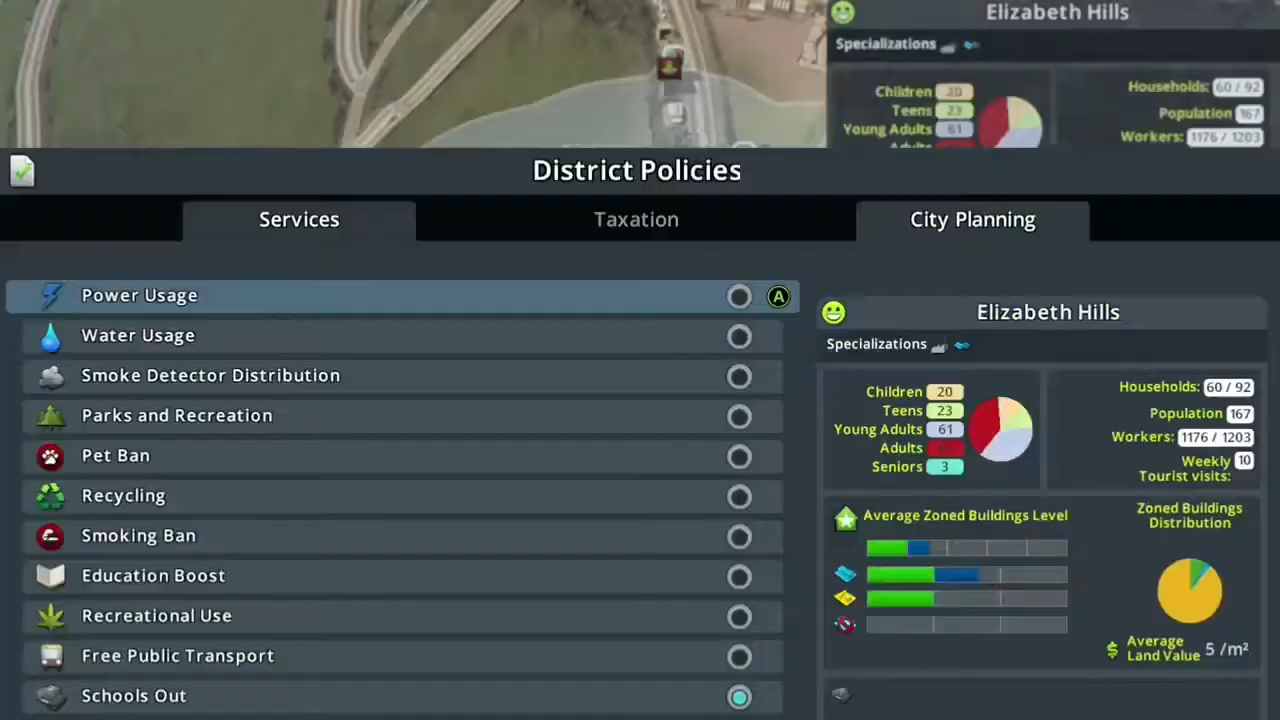 Elizabeth Hills
Specializations
Children 20
Households: 60 / 92
Teens 23
Population 167
Young Adults 61
Workers: 1176 / 1203
Adults
District Policies
Services
Taxation
City Planning
Power Usage
A
Water Usage
Smoke Detector Distribution
Parks and Recreation
Pet Ban
Recycling
Smoking Ban
Education Boost
Recreational Use
Free Public Transport
Schools Out
Elizabeth Hills
Specializations
Children 20
Teens 23
Young Adults 61
Adults
Seniors 3
Households: 60 / 92
Population 167
Workers: 1176 / 1203
Weekly 10
Tourist visits:
Average Zoned Buildings Level
Zoned Buildings
Distribution
$ Average
Land Value 5 /m²